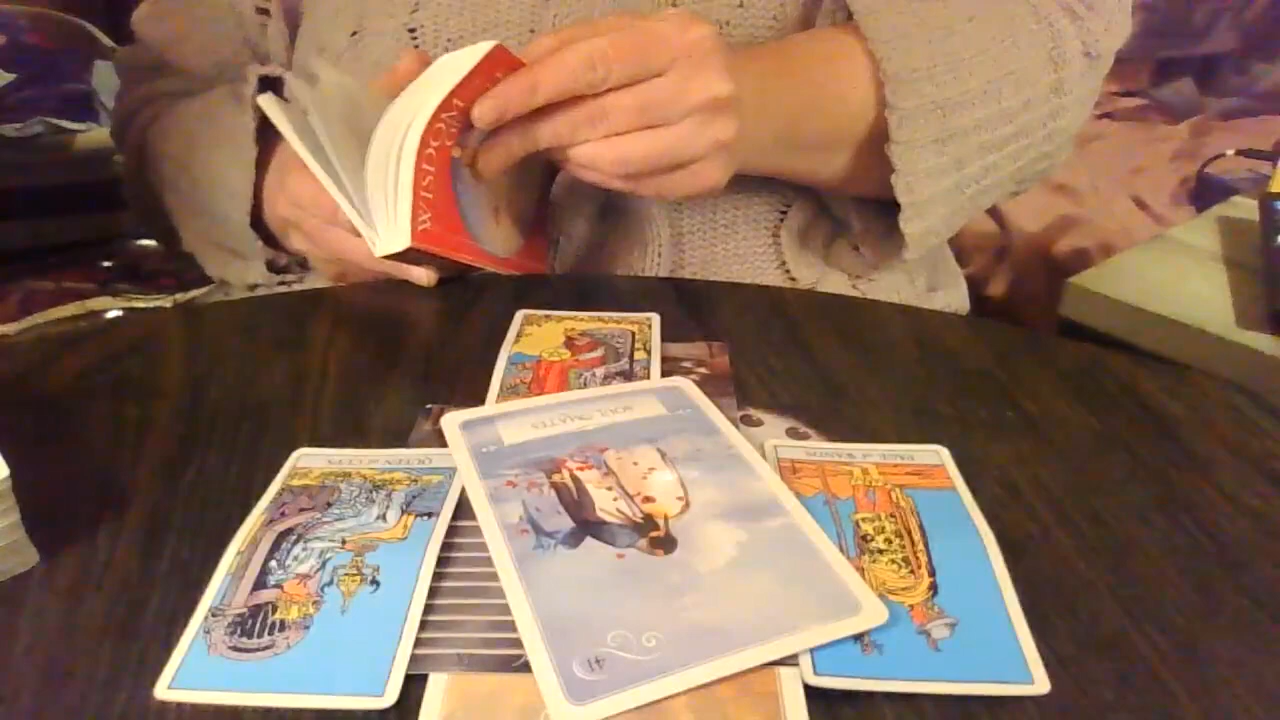 WISDOM
SOUL MATES
QUEEN of CUPS
PAGE of WANDS
41